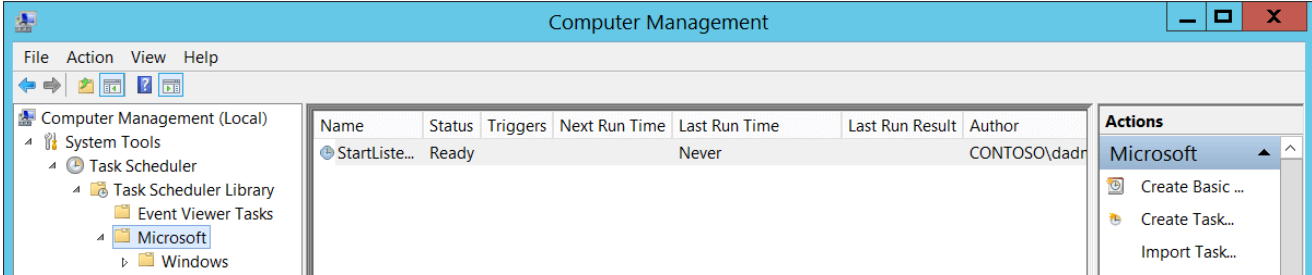 Computer Management
File Action View Help
Computer Management (Local)
System Tools
Task Scheduler
Task Scheduler Library
Event Viewer Tasks
Microsoft
Windows
Name Status Triggers Next Run Time Last Run Time Last Run Result Author
StartListe... Ready Never CONTOSO\dadr
Actions
Microsoft
Create Basic ...
Create Task...
Import Task...